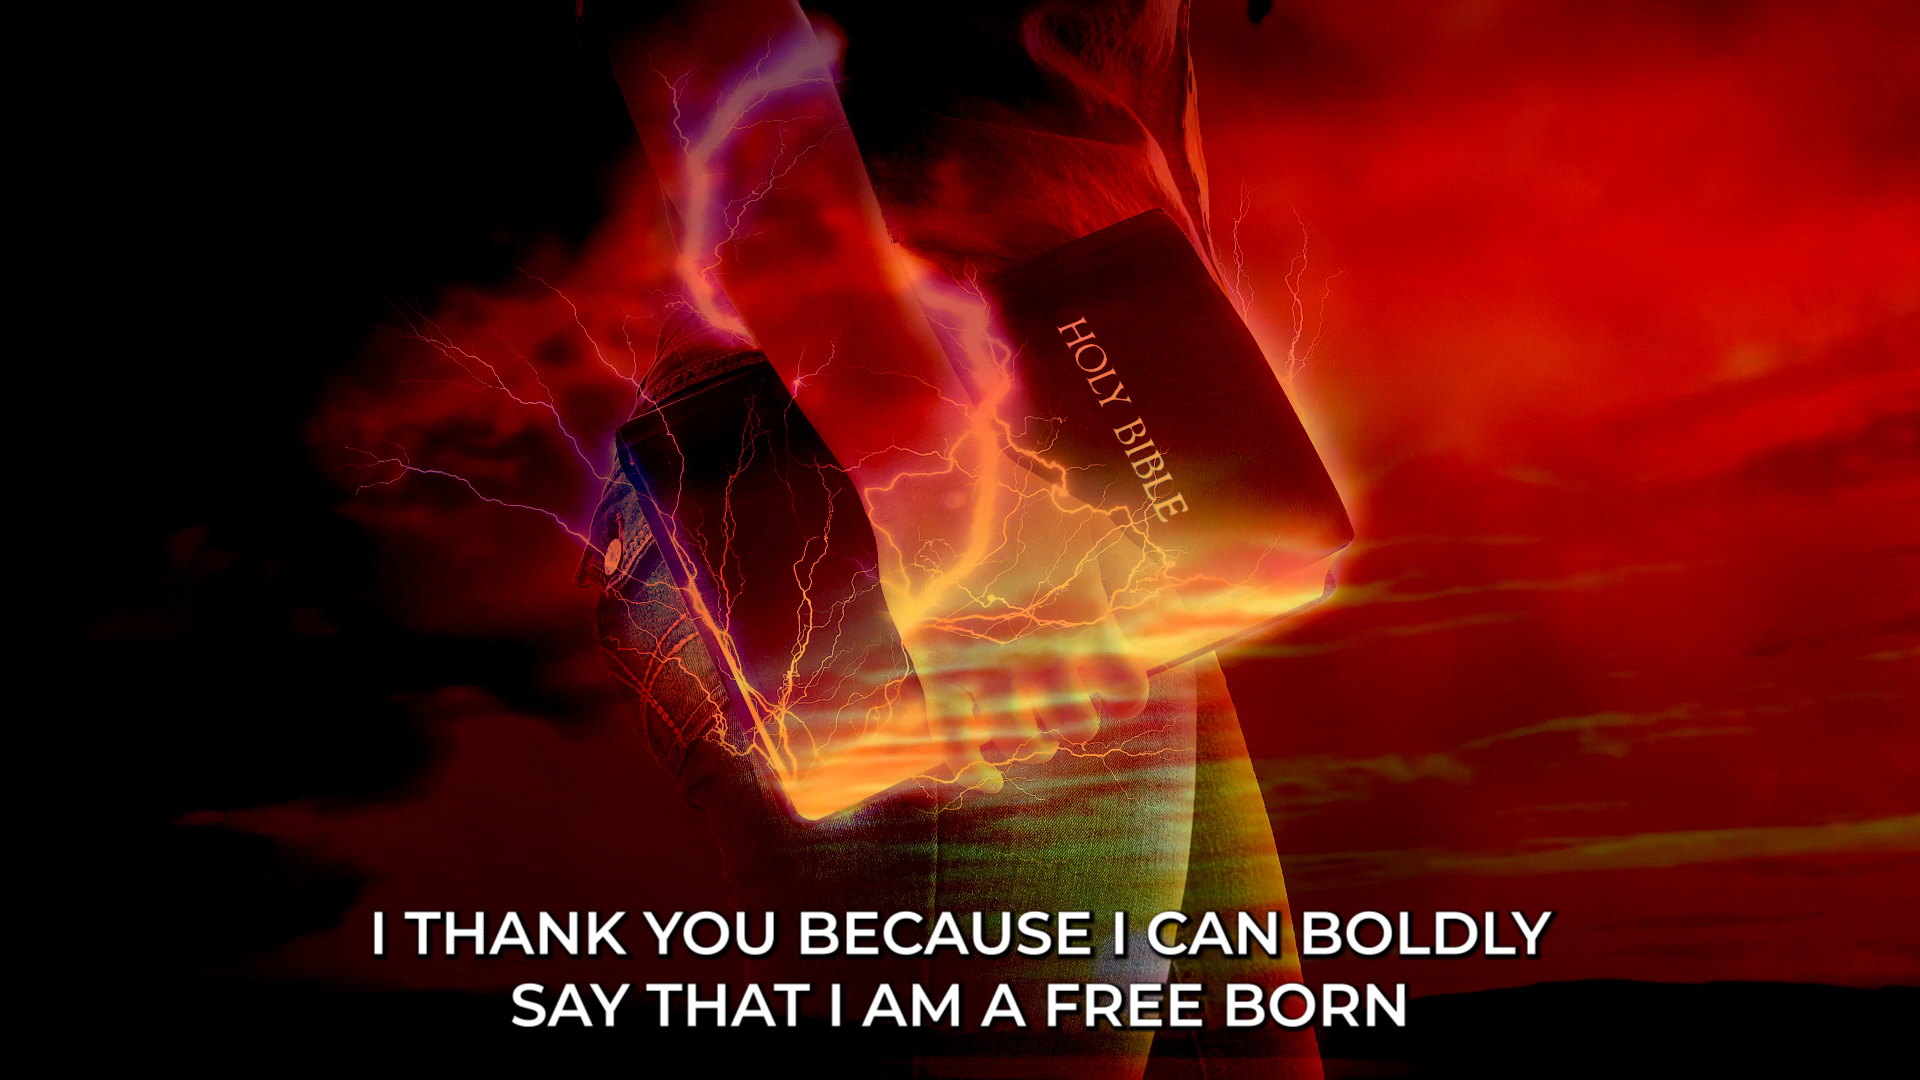 HOLY BIBLE
I THANK YOU BECAUSE I CAN BOLDLY
SAY THAT I AM A FREE BORN